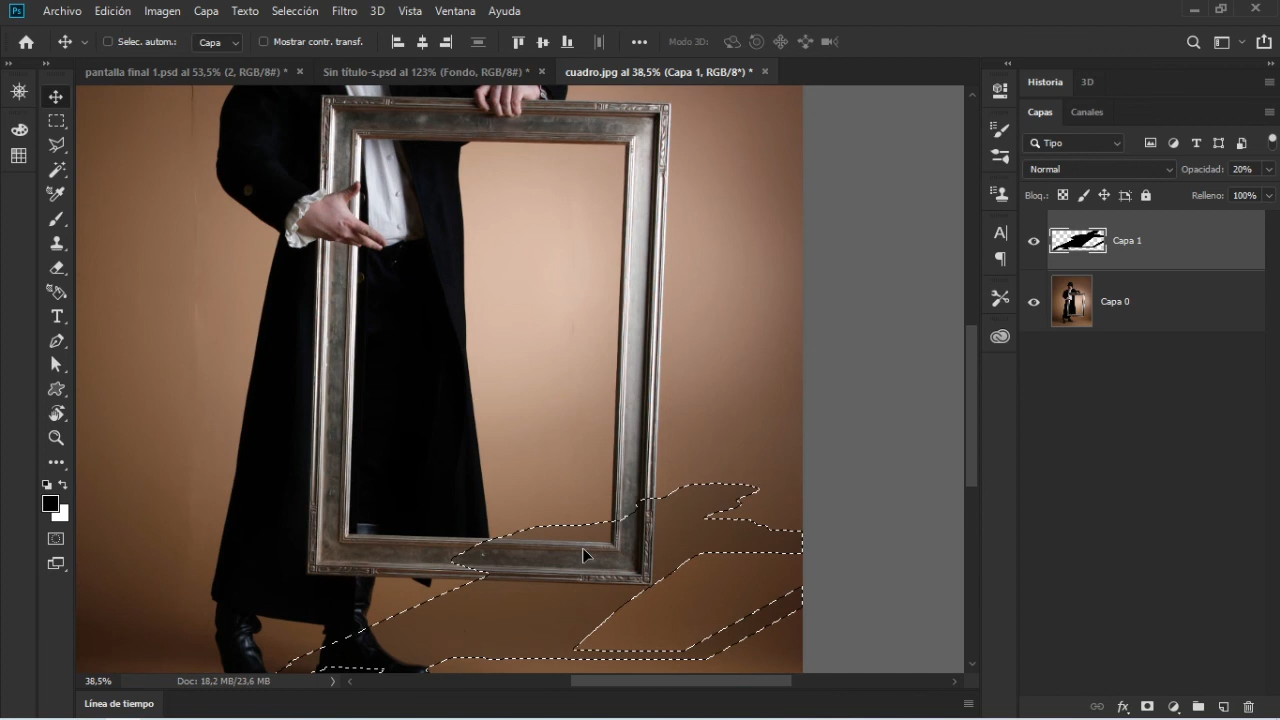 Ps Archivo Edición Imagen Capa Texto Selección Filtro 3D Vista Ventana Ayuda
Selec. autom.: Capa Mostrar contr. transf. Modo 3D:
pantalla final 1.psd al 53,5% (2, RGB/8#) * × Sin título-s.psd al 123% (Fondo, RGB/8#) * × cuadro.jpg al 38,5% (Capa 1, RGB/8*) * ×
Historia 3D
Capas Canales
Tipo
Normal Opacidad: 20%
Bloq.: Relleno: 100%
Capa 1
Capa 0
38,5% Doc: 18,2 MB/23,6 MB
Línea de tiempo